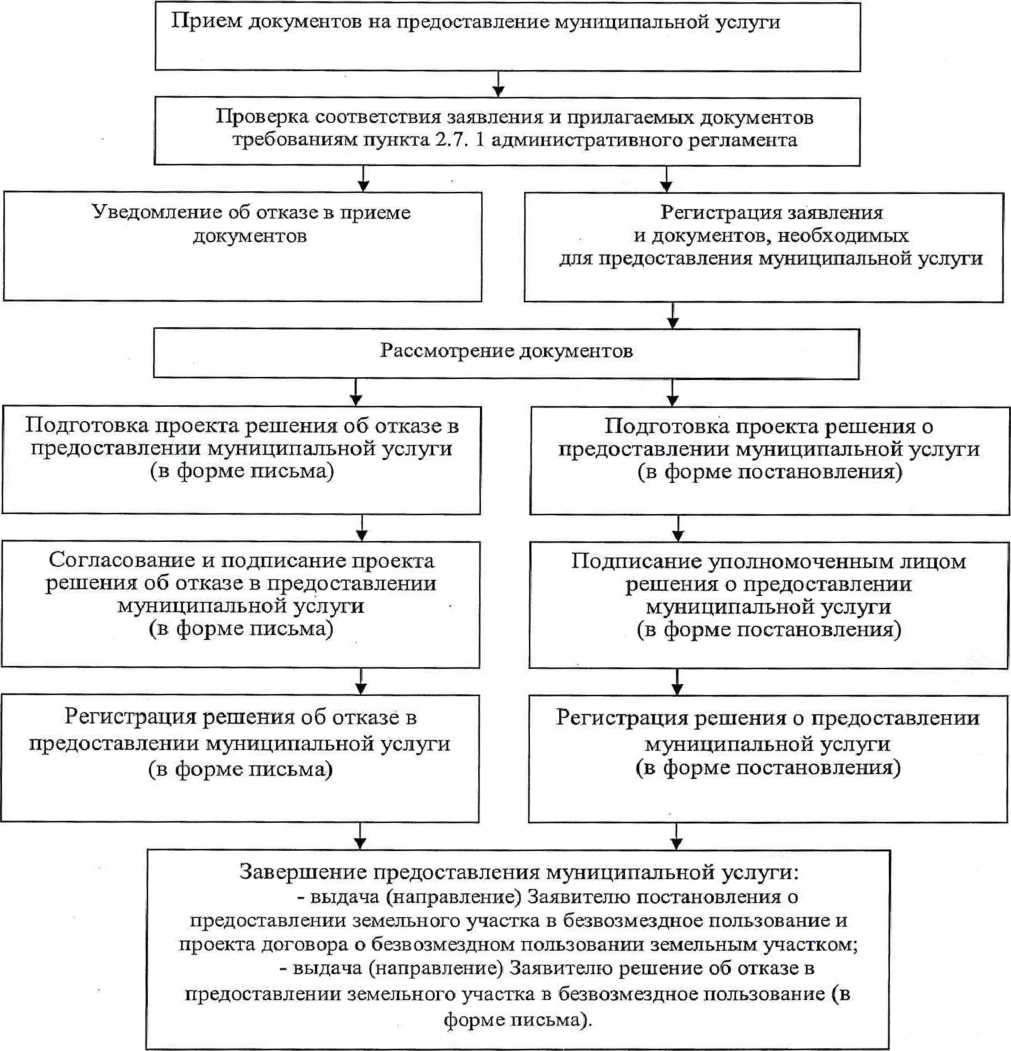 Прием документов на предоставление муниципальной услуги
Проверка соответствия заявления и прилагаемых документов
требованиям пункта 2.7. 1 административного регламента
Уведомление об отказе в приеме
документов
Регистрация заявления
и документов, необходимых
для предоставления муниципальной услуги
Рассмотрение документов
Подготовка проекта решения об отказе в
предоставлении муниципальной услуги
(в форме письма)
Подготовка проекта решения о
предоставлении муниципальной услуги
(в форме постановления)
Согласование и подписание проекта
решения об отказе в предоставлении
муниципальной услуги
(в форме письма)
Подписание уполномоченным лицом
решения о предоставлении
муниципальной услуги
(в форме постановления)
Регистрация решения об отказе в
предоставлении муниципальной услуги
(в форме письма)
Регистрация решения о предоставлении
муниципальной услуги
(в форме постановления)
Завершение предоставления муниципальной услуги:
- выдача (направление) Заявителю постановления о
предоставлении земельного участка в безвозмездное пользование и
проекта договора о безвозмездном пользовании земельным участком;
- выдача (направление) Заявителю решение об отказе в
предоставлении земельного участка в безвозмездное пользование (в
форме письма).